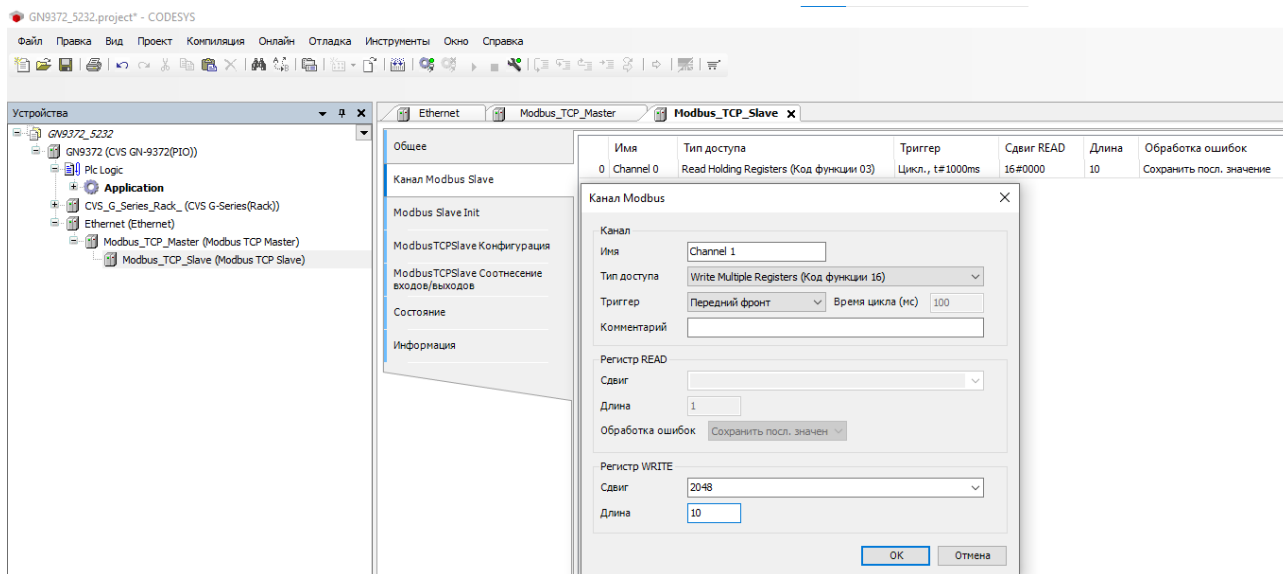 GN9372_5232.project* - CODESYS
Файл Правка Вид Проект Компиляция Онлайн Отладка Инструменты Окно Справка
Устройства
GN9372_5232
GN9372 (CVS GN-9372(PIO))
Plc Logic
Application
CVS_G_Series_Rack_ (CVS G-Series(Rack))
Ethernet (Ethernet)
Modbus_TCP_Master (Modbus TCP Master)
Modbus_TCP_Slave (Modbus TCP Slave)
Ethernet Modbus_TCP_Master Modbus_TCP_Slave
Общее
Канал Modbus Slave
Modbus Slave Init
ModbusTCPSlave Конфигурация
ModbusTCPSlave Соотнесение
входов/выходов
Состояние
Информация
Имя Тип доступа Триггер Сдвиг READ Длина Обработка ошибок
0 Channel 0 Read Holding Registers (Код функции 03) Цикл., t#1000ms 16#0000 10 Сохранить посл. значение
Канал Modbus
Канал
Имя Channel 1
Тип доступа Write Multiple Registers (Код функции 16)
Триггер Передний фронт Время цикла (мс) 100
Комментарий
Регистр READ
Сдвиг
Длина 1
Обработка ошибок Сохранить посл. значен
Регистр WRITE
Сдвиг 2048
Длина 10
OK Отмена